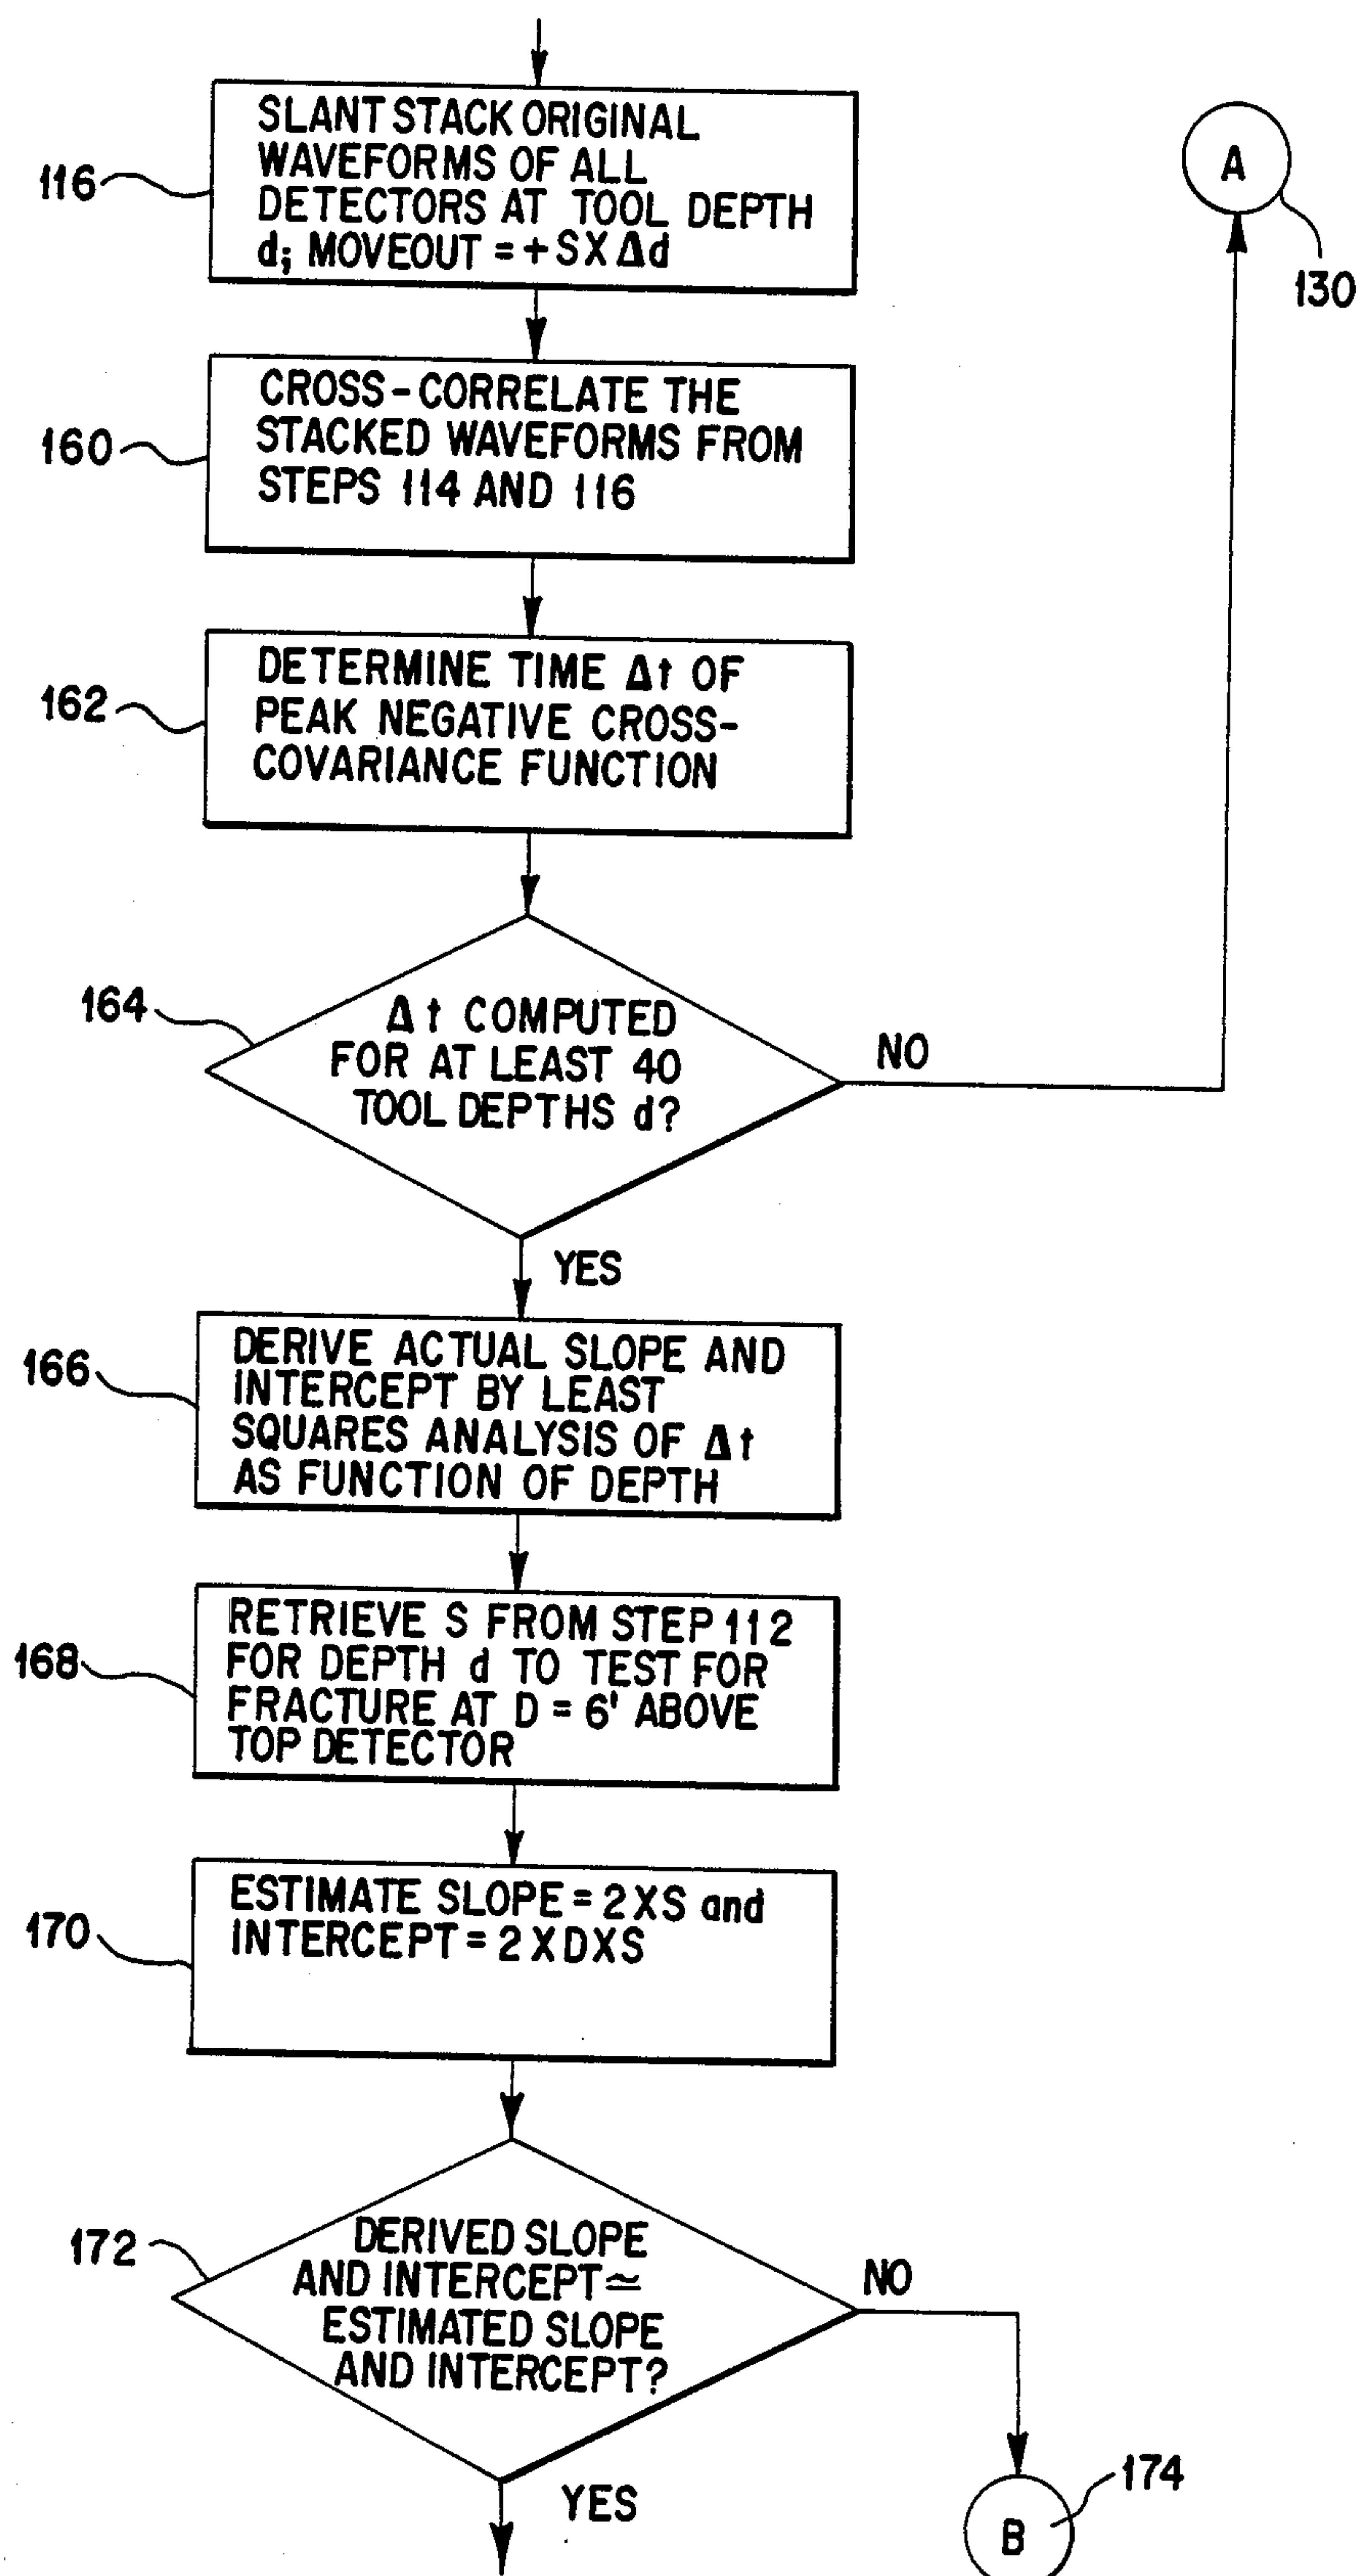 116
SLANT STACK ORIGINAL
WAVEFORMS OF ALL
DETECTORS AT TOOL DEPTH
d; MOVEOUT = +SXΔd
A
130
160
CROSS-CORRELATE THE
STACKED WAVEFORMS FROM
STEPS 114 AND 116
162
DETERMINE TIME Δt OF
PEAK NEGATIVE CROSS-
COVARIANCE FUNCTION
164
Δt COMPUTED
FOR AT LEAST 40
TOOL DEPTHS d?
NO
YES
166
DERIVE ACTUAL SLOPE AND
INTERCEPT BY LEAST
SQUARES ANALYSIS OF Δt
AS FUNCTION OF DEPTH
168
RETRIEVE S FROM STEP 112
FOR DEPTH d TO TEST FOR
FRACTURE AT D = 6' ABOVE
TOP DETECTOR
170
ESTIMATE SLOPE = 2XS and
INTERCEPT = 2XDXS
172
DERIVED SLOPE
AND INTERCEPT ≃
ESTIMATED SLOPE
AND INTERCEPT?
NO
YES
174
B